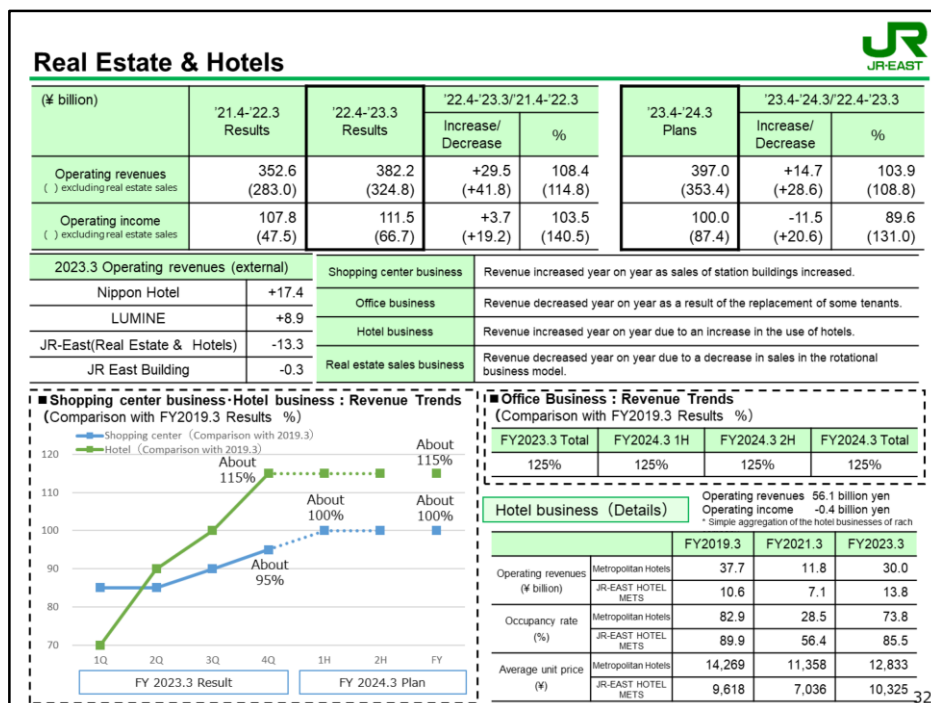 Real Estate & Hotels
JR
JR-EAST
(¥ billion)
'21.4-'22.3 Results
'22.4-'23.3 Results
'22.4-'23.3/'21.4-'22.3
Increase/ Decrease
%
'23.4-'24.3 Plans
'23.4-'24.3/'22.4-'23.3
Increase/ Decrease
%
Operating revenues 352.6 382.2 +29.5 108.4 397.0 +14.7 103.9
( ) excluding real estate sales (283.0) (324.8) (+41.8) (114.8) (353.4) (+28.6) (108.8)
Operating income 107.8 111.5 +3.7 103.5 100.0 -11.5 89.6
( ) excluding real estate sales (47.5) (66.7) (+19.2) (140.5) (87.4) (+20.6) (131.0)
2023.3 Operating revenues (external)
Nippon Hotel +17.4
LUMINE +8.9
JR-East(Real Estate & Hotels) -13.3
JR East Building -0.3
Shopping center business Revenue increased year on year as sales of station buildings increased.
Office business Revenue decreased year on year as a result of the replacement of some tenants.
Hotel business Revenue increased year on year due to an increase in the use of hotels.
Real estate sales business Revenue decreased year on year due to a decrease in sales in the rotational
business model.
■Shopping center business・Hotel business：Revenue Trends
(Comparison with FY2019.3 Results %)
Shopping center (Comparison with 2019.3)
Hotel (Comparison with 2019.3)
120
110
100
90
80
70
About
115%
About
115%
About
100%
About
100%
About
95%
1Q 2Q 3Q 4Q 1H 2H FY
FY 2023.3 Result FY 2024.3 Plan
■Office Business：Revenue Trends
(Comparison with FY2019.3 Results %)
FY2023.3 Total FY2024.3 1H FY2024.3 2H FY2024.3 Total
125% 125% 125% 125%
Hotel business（Details）
Operating revenues 56.1 billion yen
Operating income -0.4 billion yen
* Simple aggregation of the hotel businesses of rach
FY2019.3 FY2021.3 FY2023.3
Operating revenues (¥ billion)
Metropolitan Hotels 37.7 11.8 30.0
JR-EAST HOTEL METS 10.6 7.1 13.8
Occupancy rate (%)
Metropolitan Hotels 82.9 28.5 73.8
JR-EAST HOTEL METS 89.9 56.4 85.5
Average unit price (¥)
Metropolitan Hotels 14,269 11,358 12,833
JR-EAST HOTEL METS 9,618 7,036 10,325
32